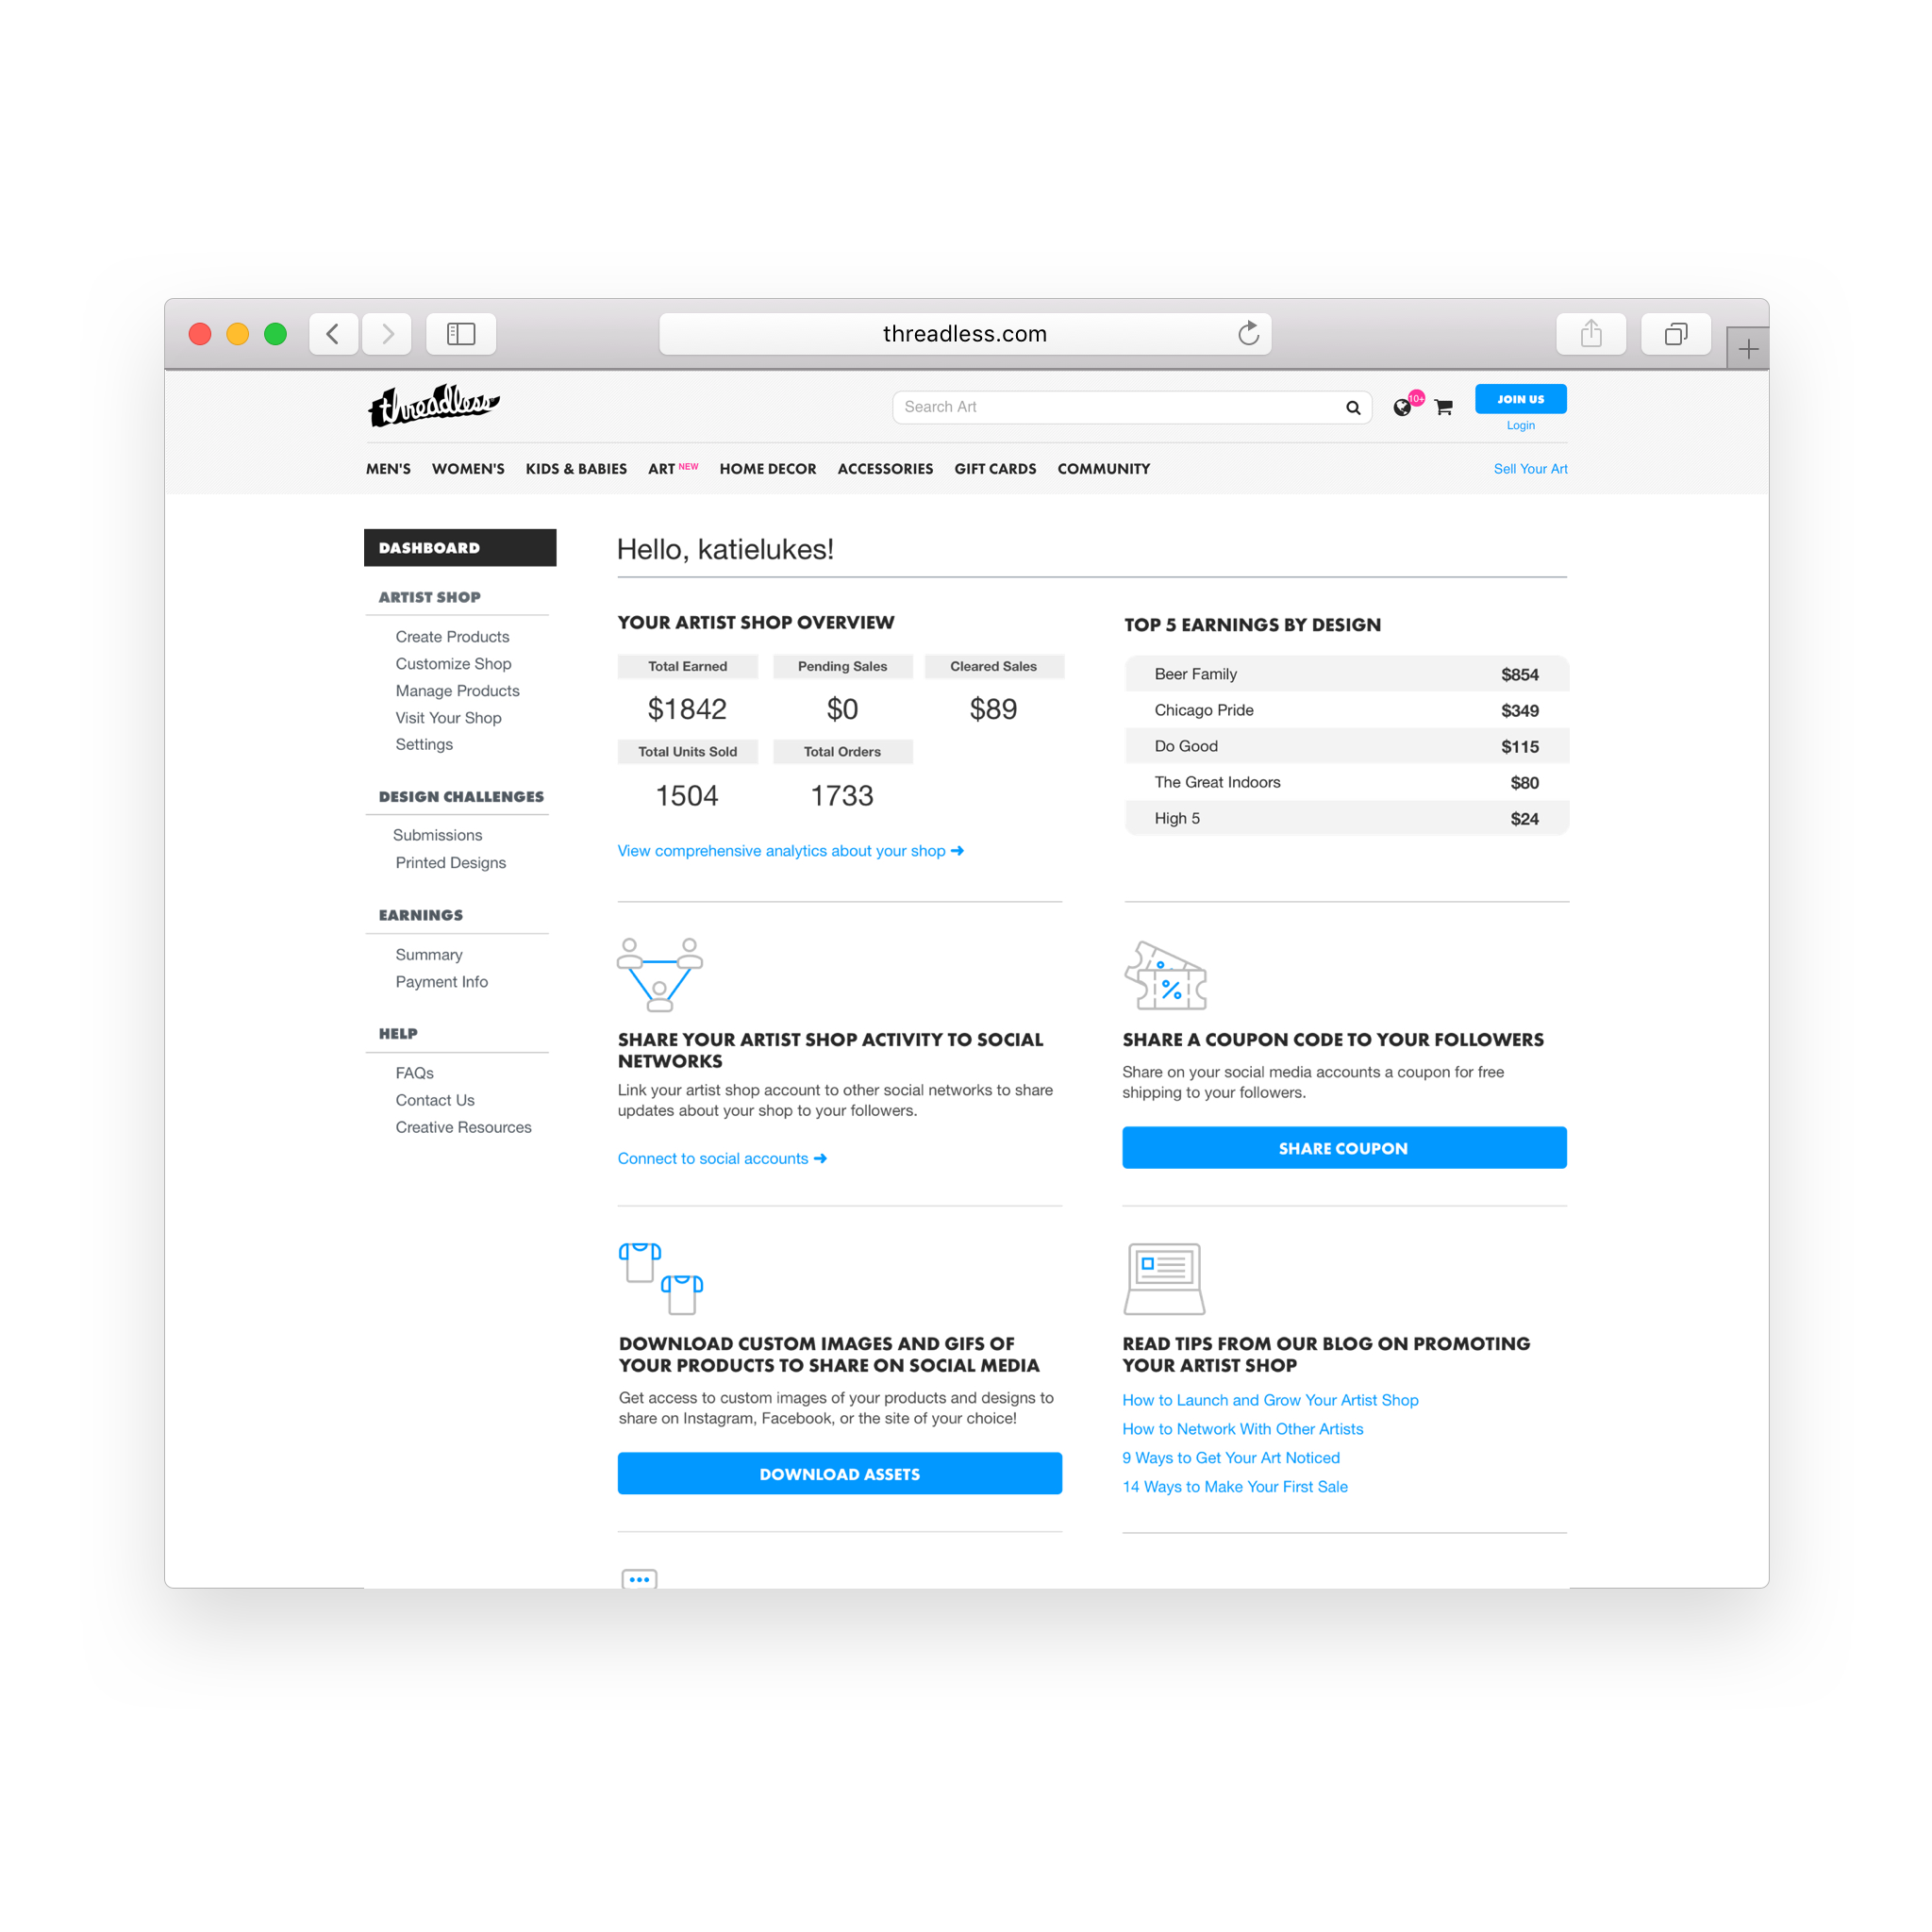 threadless.com
threadless
Search Art
10+
JOIN US
Login
MEN'S WOMEN'S KIDS & BABIES ART NEW HOME DECOR ACCESSORIES GIFT CARDS COMMUNITY Sell Your Art
DASHBOARD
ARTIST SHOP
Create Products
Customize Shop
Manage Products
Visit Your Shop
Settings
DESIGN CHALLENGES
Submissions
Printed Designs
EARNINGS
Summary
Payment Info
HELP
FAQs
Contact Us
Creative Resources
Hello, katielukes!
YOUR ARTIST SHOP OVERVIEW
Total Earned Pending Sales Cleared Sales
$1842 $0 $89
Total Units Sold Total Orders
1504 1733
View comprehensive analytics about your shop ➜
TOP 5 EARNINGS BY DESIGN
Beer Family $854
Chicago Pride $349
Do Good $115
The Great Indoors $80
High 5 $24
SHARE YOUR ARTIST SHOP ACTIVITY TO SOCIAL
NETWORKS
Link your artist shop account to other social networks to share
updates about your shop to your followers.
Connect to social accounts ➜
%
SHARE A COUPON CODE TO YOUR FOLLOWERS
Share on your social media accounts a coupon for free
shipping to your followers.
SHARE COUPON
DOWNLOAD CUSTOM IMAGES AND GIFS OF
YOUR PRODUCTS TO SHARE ON SOCIAL MEDIA
Get access to custom images of your products and designs to
share on Instagram, Facebook, or the site of your choice!
DOWNLOAD ASSETS
READ TIPS FROM OUR BLOG ON PROMOTING
YOUR ARTIST SHOP
How to Launch and Grow Your Artist Shop
How to Network With Other Artists
9 Ways to Get Your Art Noticed
14 Ways to Make Your First Sale